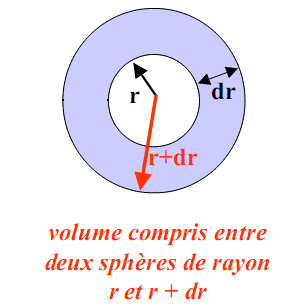 r
dr
r+dr
volume compris entre
deux sphères de rayon
r et r + dr